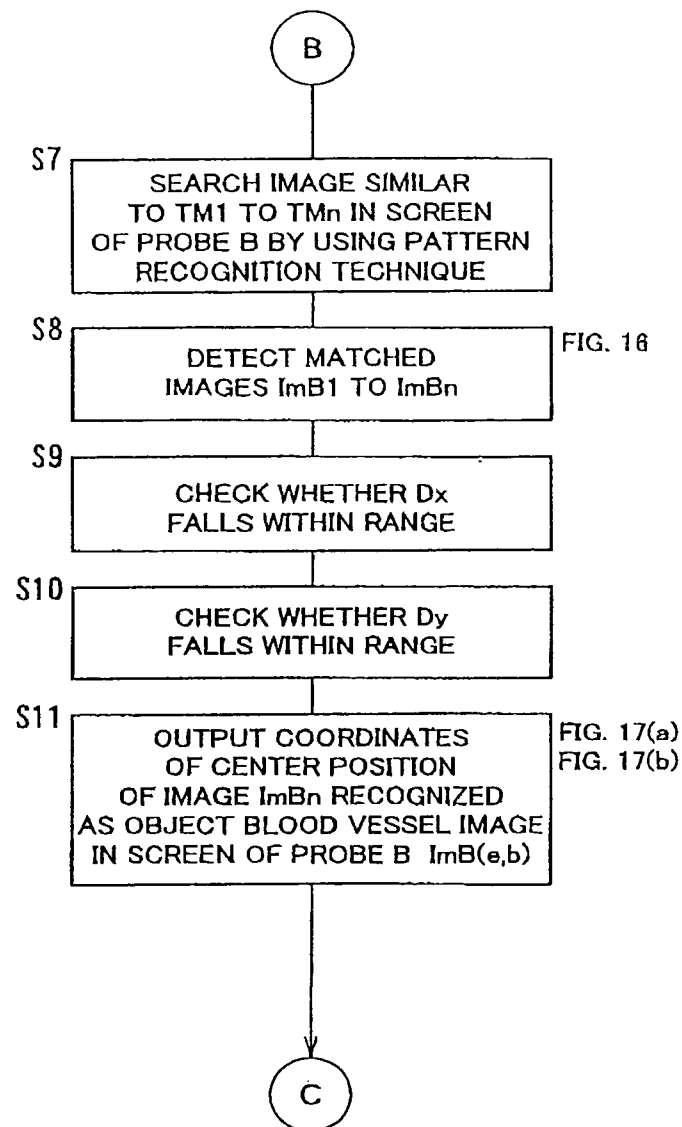 B
S7
SEARCH IMAGE SIMILAR
TO TM1 TO TMn IN SCREEN
OF PROBE B BY USING PATTERN
RECOGNITION TECHNIQUE
S8
DETECT MATCHED
IMAGES ImB1 TO ImBn
FIG. 16
S9
CHECK WHETHER Dx
FALLS WITHIN RANGE
S10
CHECK WHETHER Dy
FALLS WITHIN RANGE
S11
OUTPUT COORDINATES
OF CENTER POSITION
OF IMAGE ImBn RECOGNIZED
AS OBJECT BLOOD VESSEL IMAGE
IN SCREEN OF PROBE B ImB(e,b)
FIG. 17(a)
FIG. 17(b)
C